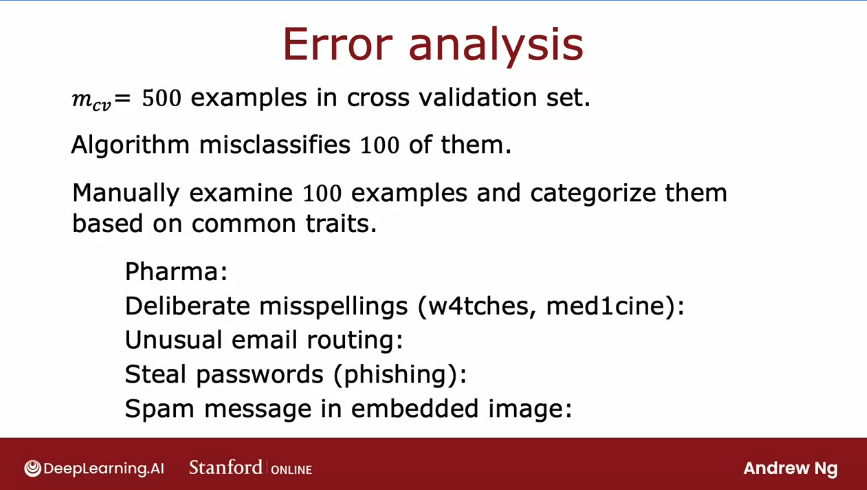 Error analysis
m_cv = 500 examples in cross validation set.
Algorithm misclassifies 100 of them.
Manually examine 100 examples and categorize them
based on common traits.
Pharma:
Deliberate misspellings (w4tches, med1cine):
Unusual email routing:
Steal passwords (phishing):
Spam message in embedded image:
DeepLearning.AI Stanford ONLINE Andrew Ng